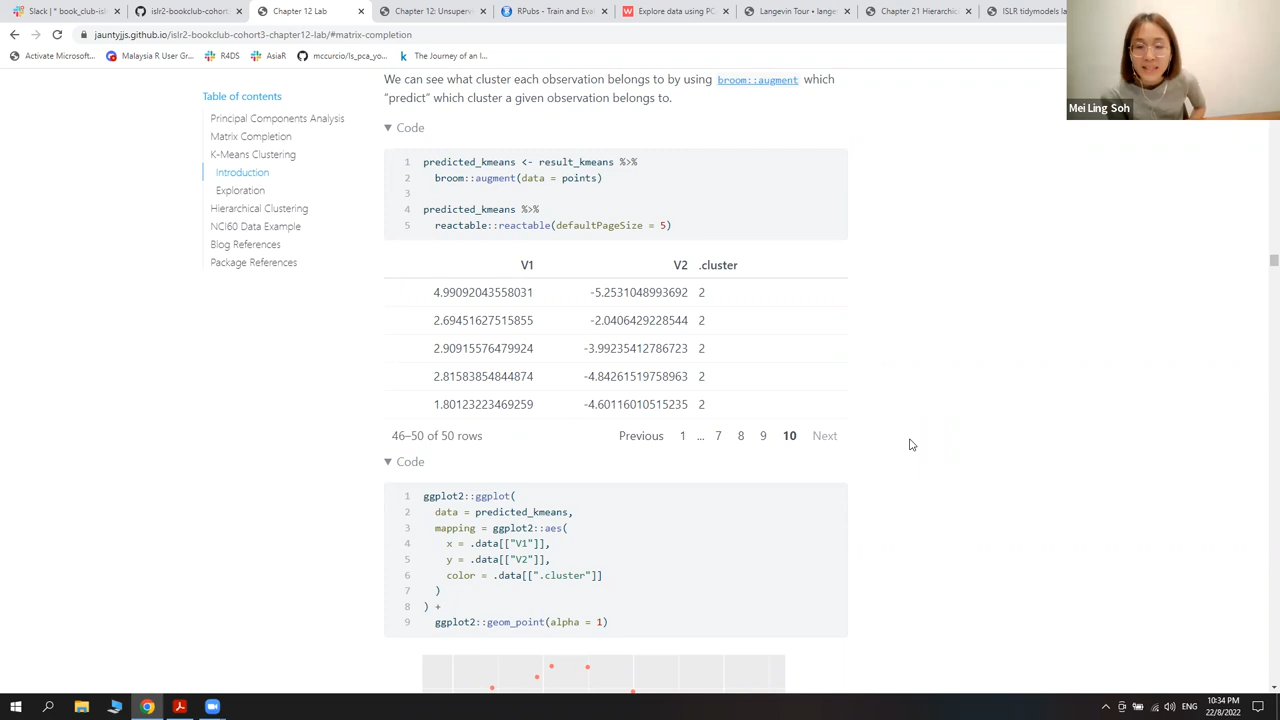 Slack | book_club-isl
islr2-bookclub-cohort
Chapter 12 Lab
Chapter 12: Unsuperv
RPubs - Train and Eval
Explore data using PC
Langevin Tour • lange
Chapter 21 Hierarchic
ISLR tidymodels la
jauntyjjs.github.io/islr2-bookclub-cohort3-chapter12-lab/#matrix-completion
Activate Microsoft...
Malaysia R User Gr...
R4DS
AsiaR
mccurcio/Is_pca_yo...
The Journey of an I...
Mei Ling Soh
We can see what cluster each observation belongs to by using broom::augment which
"predict" which cluster a given observation belongs to.
Table of contents
Principal Components Analysis
Matrix Completion
K-Means Clustering
Introduction
Exploration
Hierarchical Clustering
NCI60 Data Example
Blog References
Package References
Code
1 predicted_kmeans <- result_kmeans %>%
2 broom::augment(data = points)
3
4 predicted_kmeans %>%
5 reactable::reactable(defaultPageSize = 5)
V1 V2 .cluster
4.99092043558031 -5.2531048993692 2
2.69451627515855 -2.0406429228544 2
2.90915576479924 -3.99235412786723 2
2.81583854844874 -4.84261519758963 2
1.80123223469259 -4.60116010515235 2
46–50 of 50 rows Previous 1 ... 7 8 9 10 Next
Code
1 ggplot2::ggplot(
2 data = predicted_kmeans,
3 mapping = ggplot2::aes(
4 x = .data[["V1"]],
5 y = .data[["V2"]],
6 color = .data[[".cluster"]]
7 )
8 ) +
9 ggplot2::geom_point(alpha = 1)
ENG
10:34 PM
22/8/2022